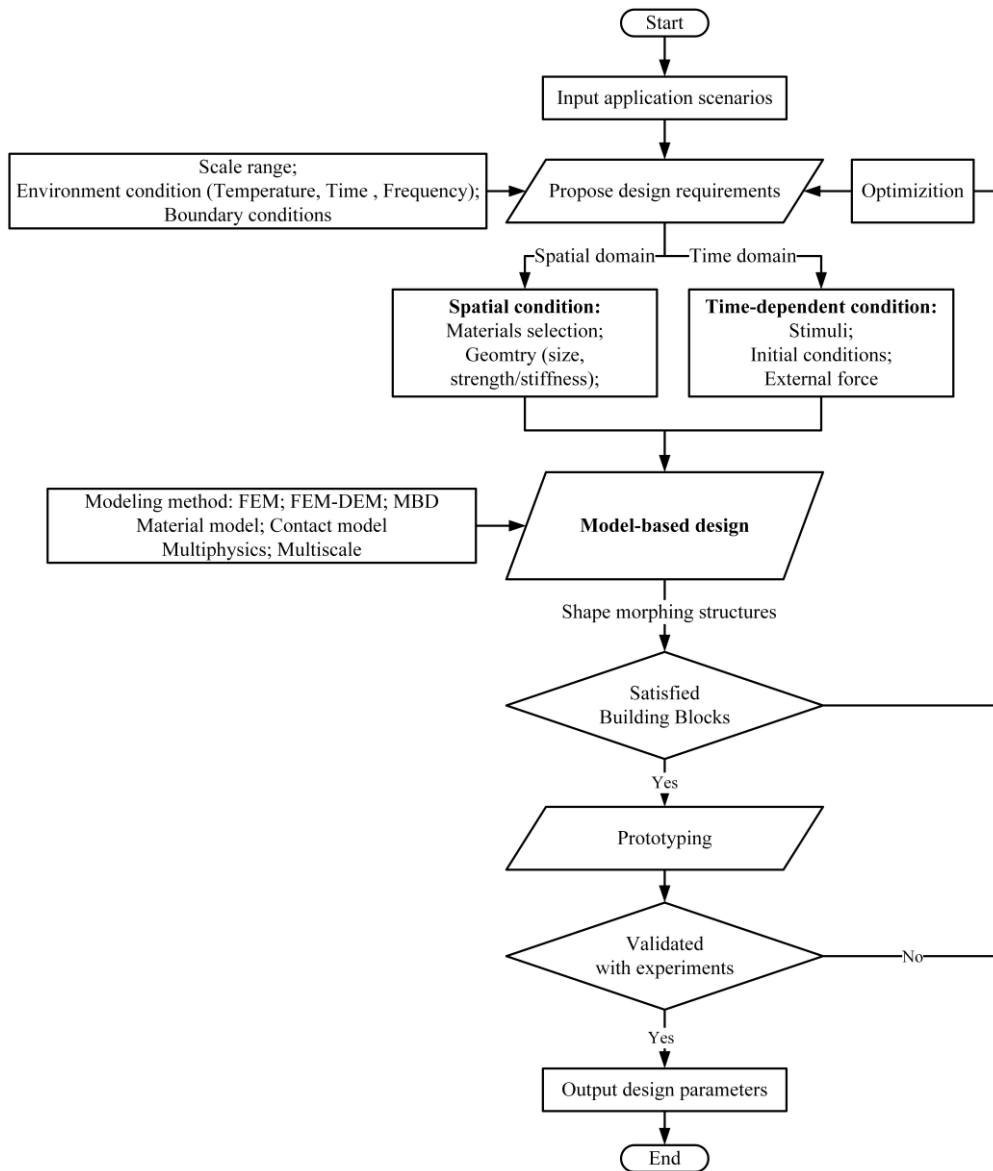 Start
Input application scenarios
Scale range;
Environment condition (Temperature, Time , Frequency);
Boundary conditions
Propose design requirements
Optimizition
Spatial domain
Time domain
Spatial condition:
Materials selection;
Geomtry (size,
strength/stiffness);
Time-dependent condition:
Stimuli;
Initial conditions;
External force
Modeling method: FEM; FEM-DEM; MBD
Material model; Contact model
Multiphysics; Multiscale
Model-based design
Shape morphing structures
Satisfied
Building Blocks
Yes
Prototyping
Validated
with experiments
No
Yes
Output design parameters
End